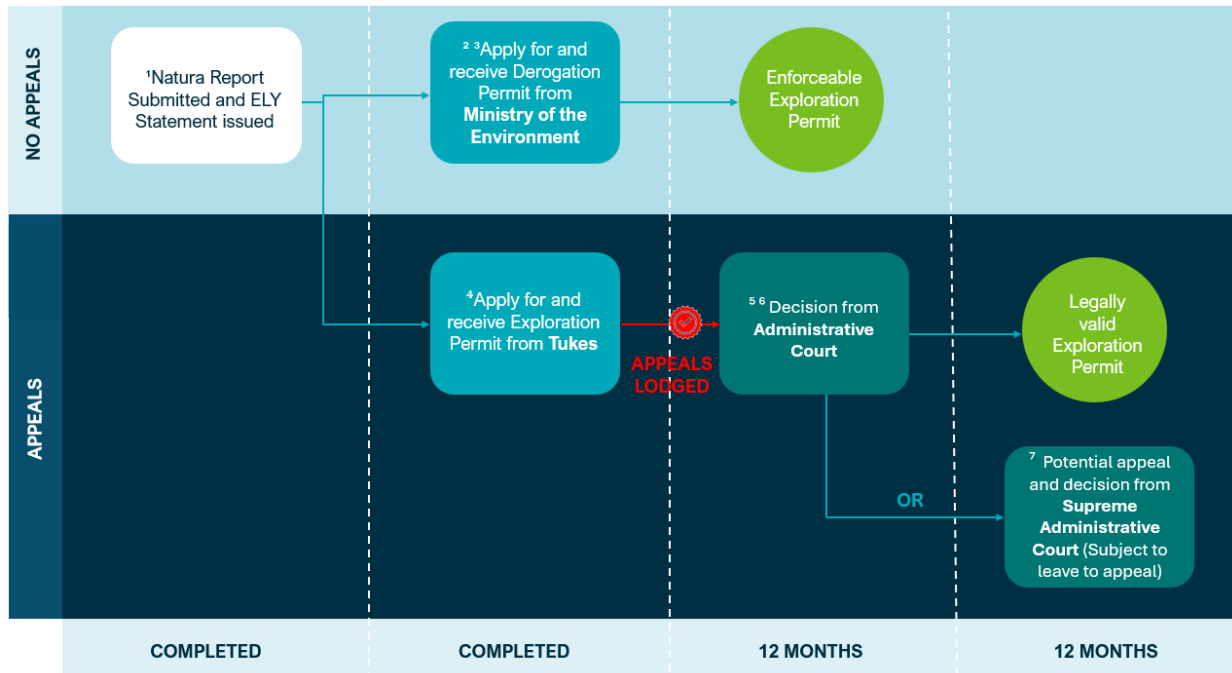 NO APPEALS
¹Natura Report
Submitted and ELY
Statement issued
² ³Apply for and
receive Derogation
Permit from
Ministry of the
Environment
Enforceable
Exploration
Permit
APPEALS
⁴Apply for and
receive Exploration
Permit from Tukes
APPEALS
LODGED
⁵ ⁶ Decision from
Administrative
Court
Legally
valid
Exploration
Permit
OR
⁷ Potential appeal
and decision from
Supreme
Administrative
Court (Subject to
leave to appeal)
COMPLETED
COMPLETED
12 MONTHS
12 MONTHS